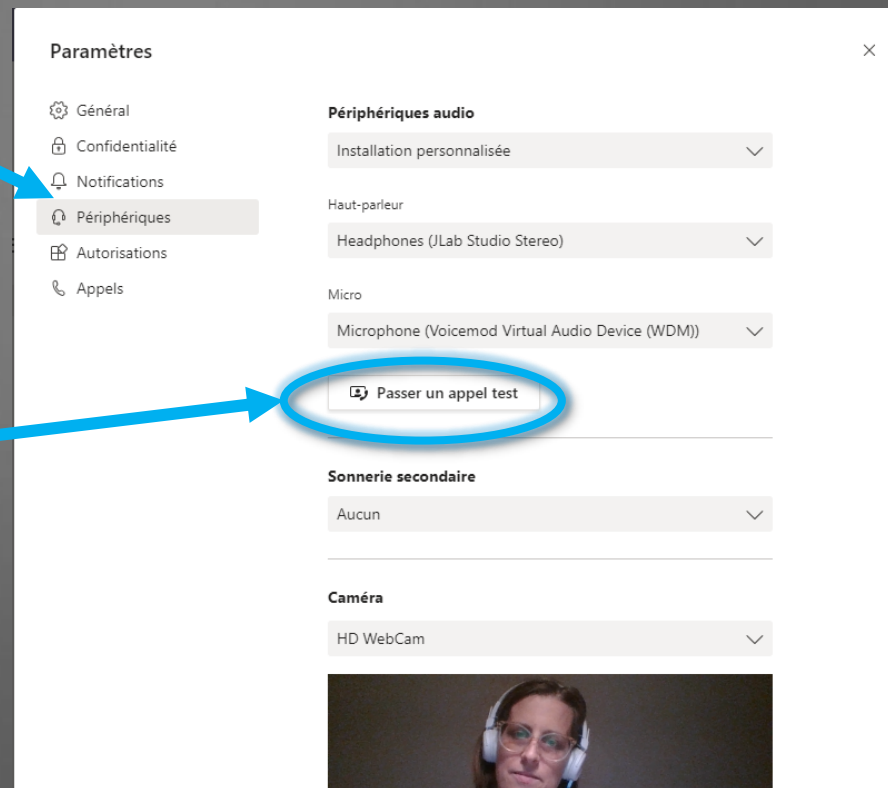 Paramètres
Général
Confidentialité
Notifications
Périphériques
Autorisations
Appels
Périphériques audio
Installation personnalisée
Haut-parleur
Headphones (JLab Studio Stereo)
Micro
Microphone (Voicemod Virtual Audio Device (WDM))
Passer un appel test
Sonnerie secondaire
Aucun
Caméra
HD WebCam